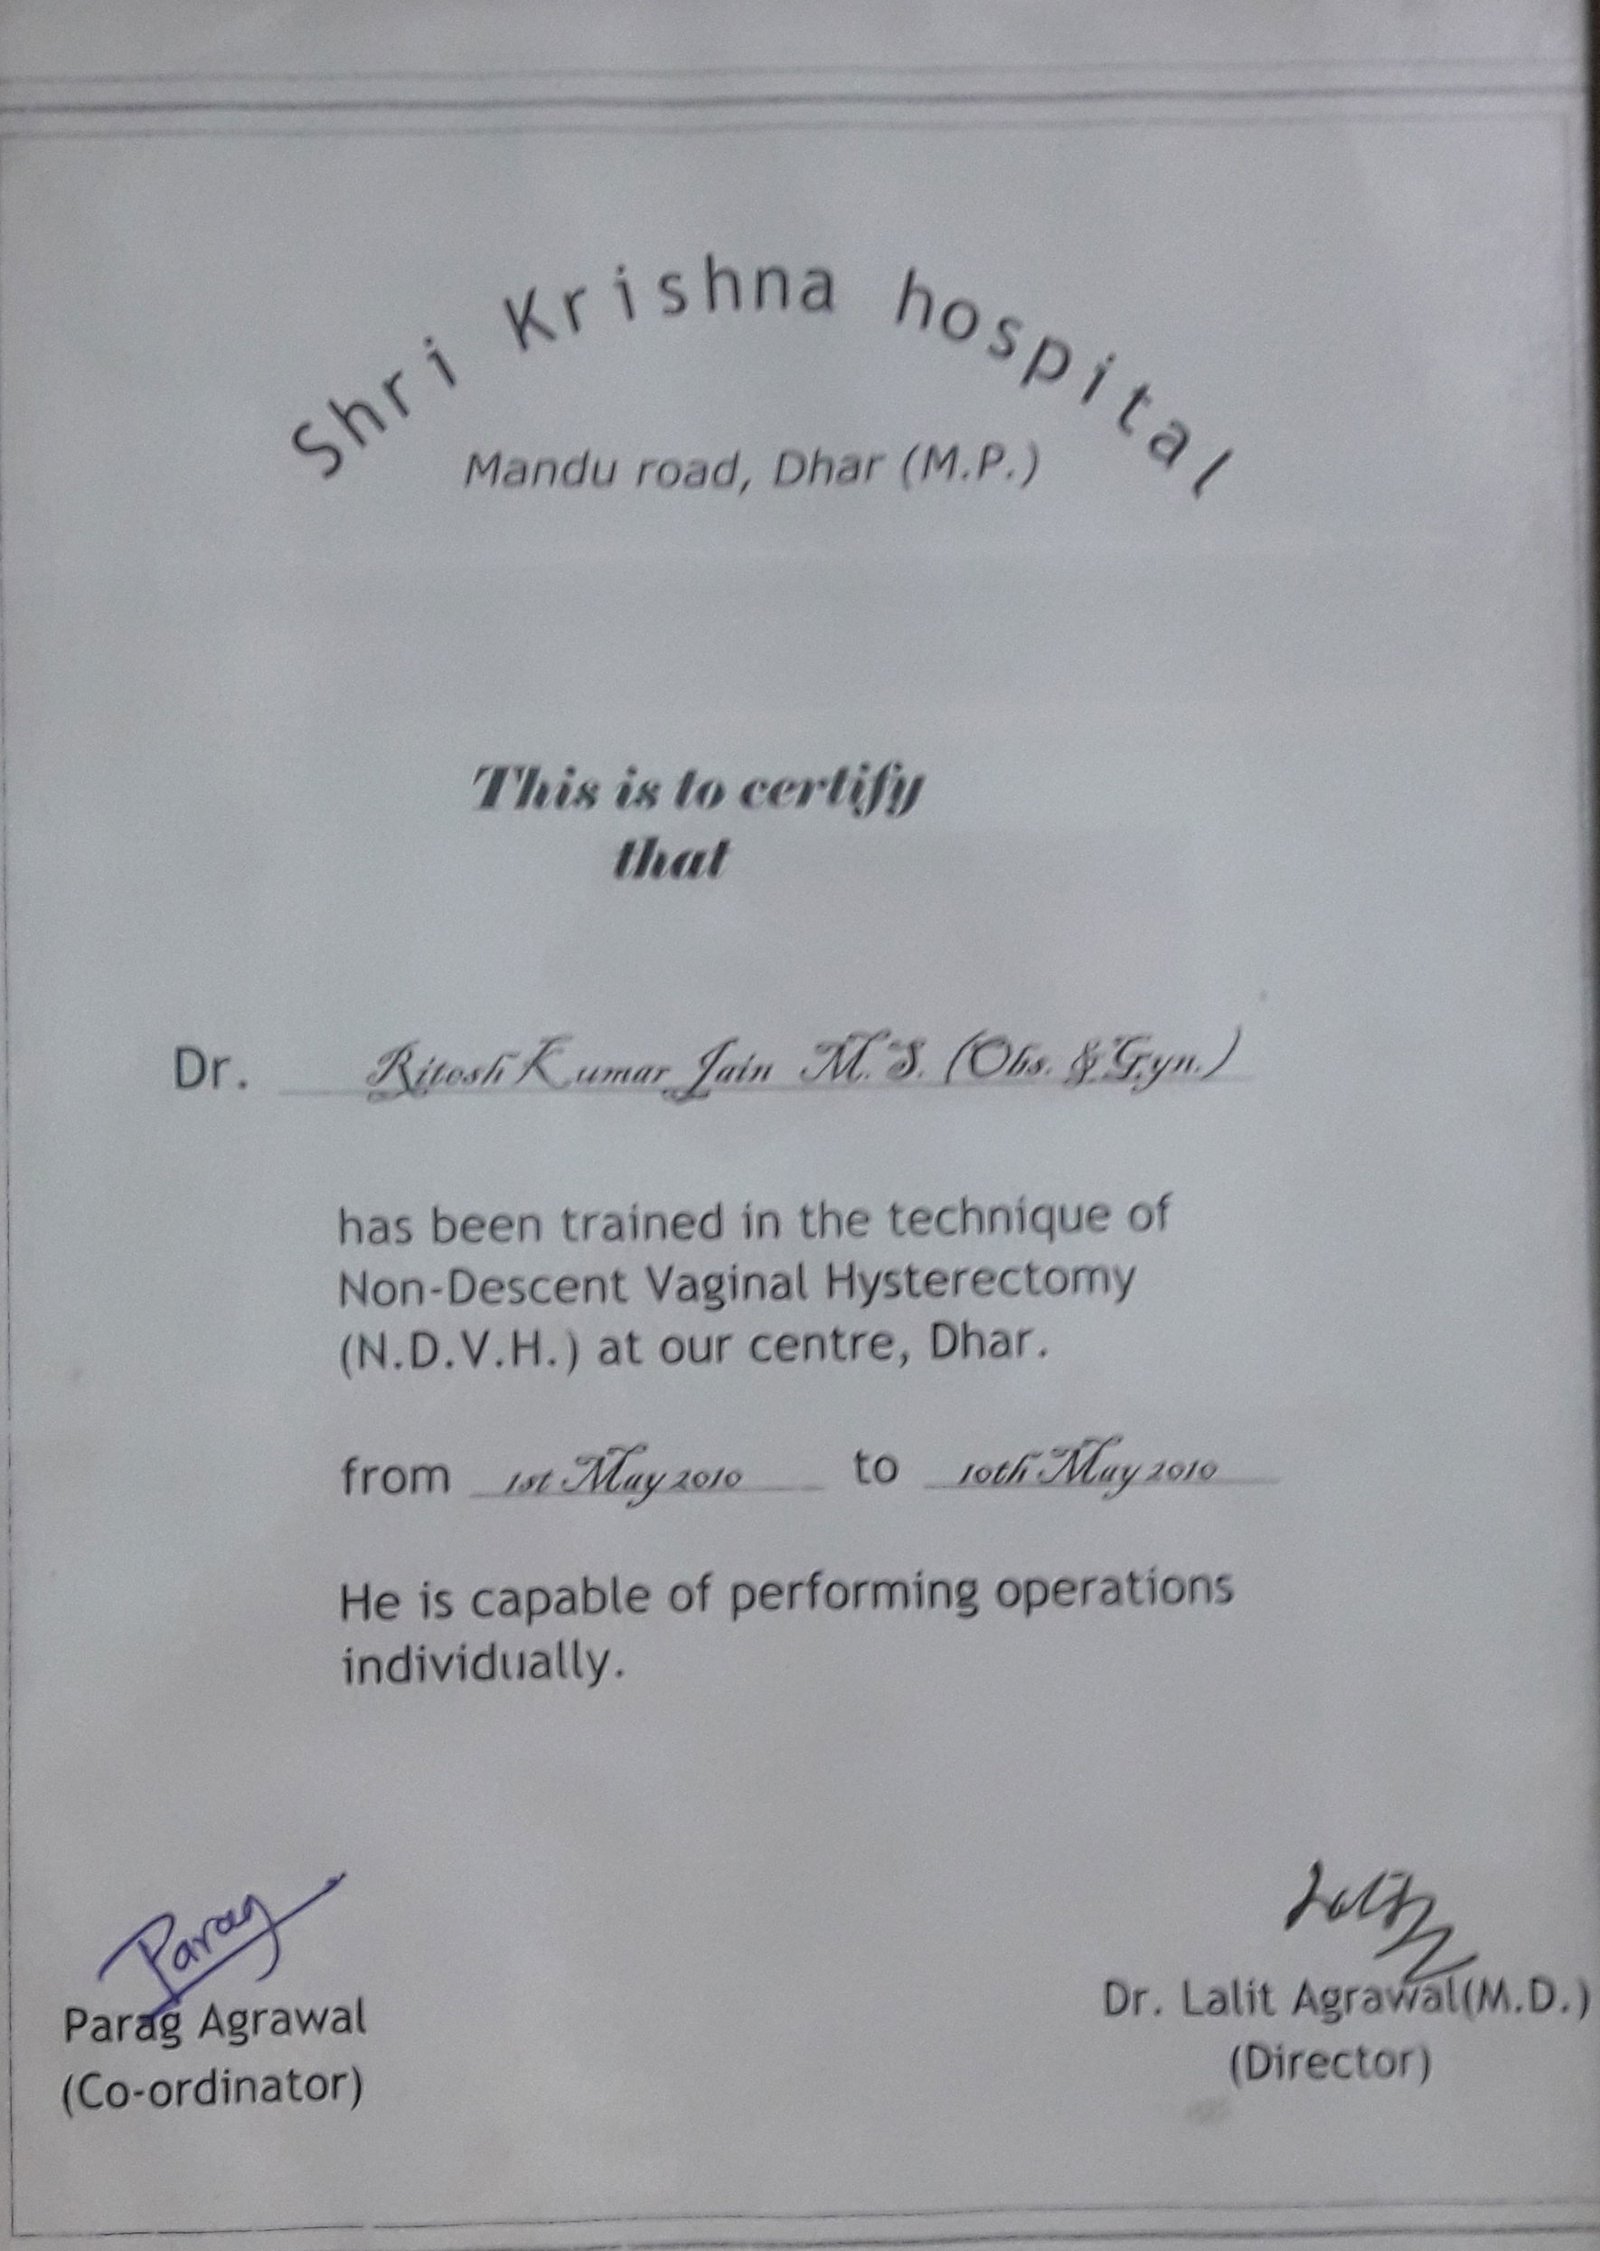 Shri Krishna hospital
Mandu road, Dhar (M.P.)
This is to certify
that
Dr. Ritesh Kumar Jain M.S. (Obs. & Gyn.)
has been trained in the technique of
Non-Descent Vaginal Hysterectomy
(N.D.V.H.) at our centre, Dhar.
from 1st May 2010 to 10th May 2010
He is capable of performing operations
individually.
Parag
Parag Agrawal
(Co-ordinator)
Lalit
Dr. Lalit Agrawal(M.D.)
(Director)